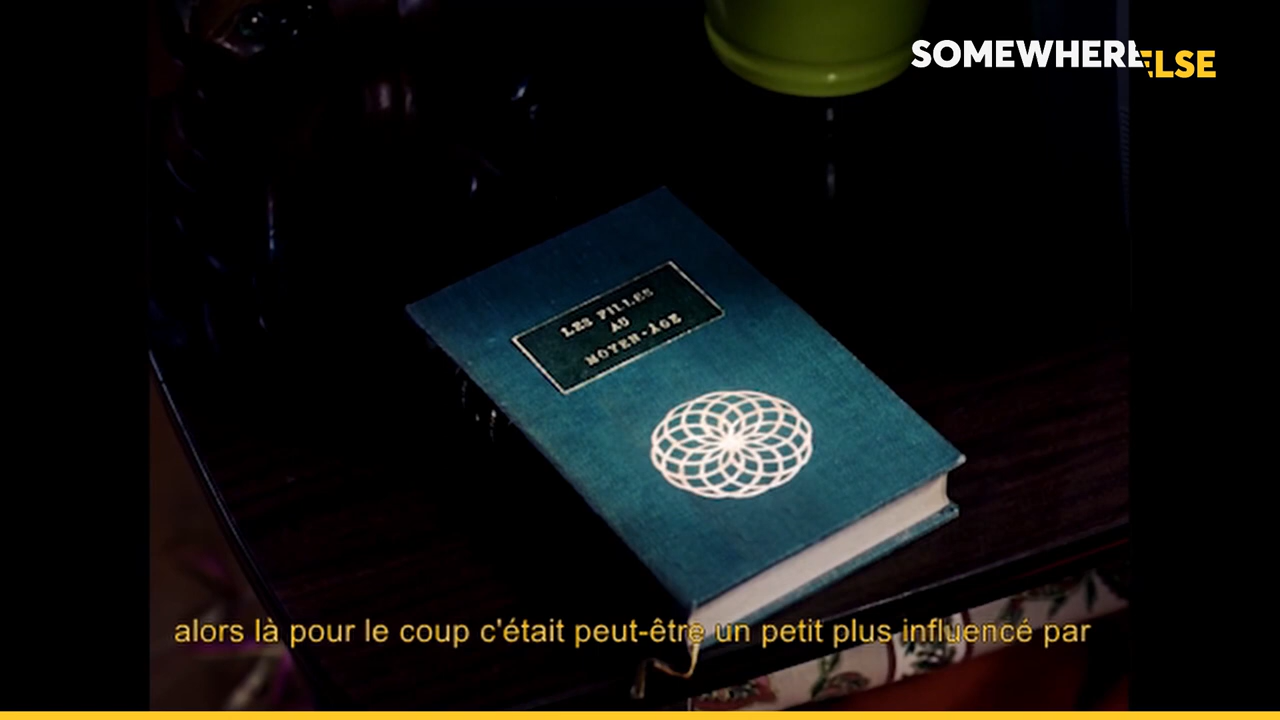 SOMEWHERE ELSE
LES FILLES
AU
MOYEN-ÂGE
alors là pour le coup c'était peut-être un petit plus influencé par